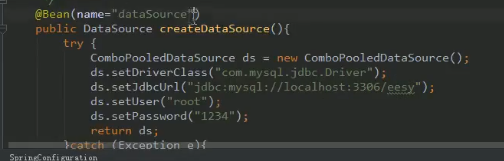 */
@Bean(name="dataSource")
public DataSource createDataSource(){
try {
ComboPooledDataSource ds = new ComboPooledDataSource();
ds.setDriverClass("com.mysql.jdbc.Driver");
ds.setJdbcUrl("jdbc:mysql://localhost:3306/eesy");
ds.setUser("root");
ds.setPassword("1234");
return ds;
}catch (Exception e){
SpringConfiguration